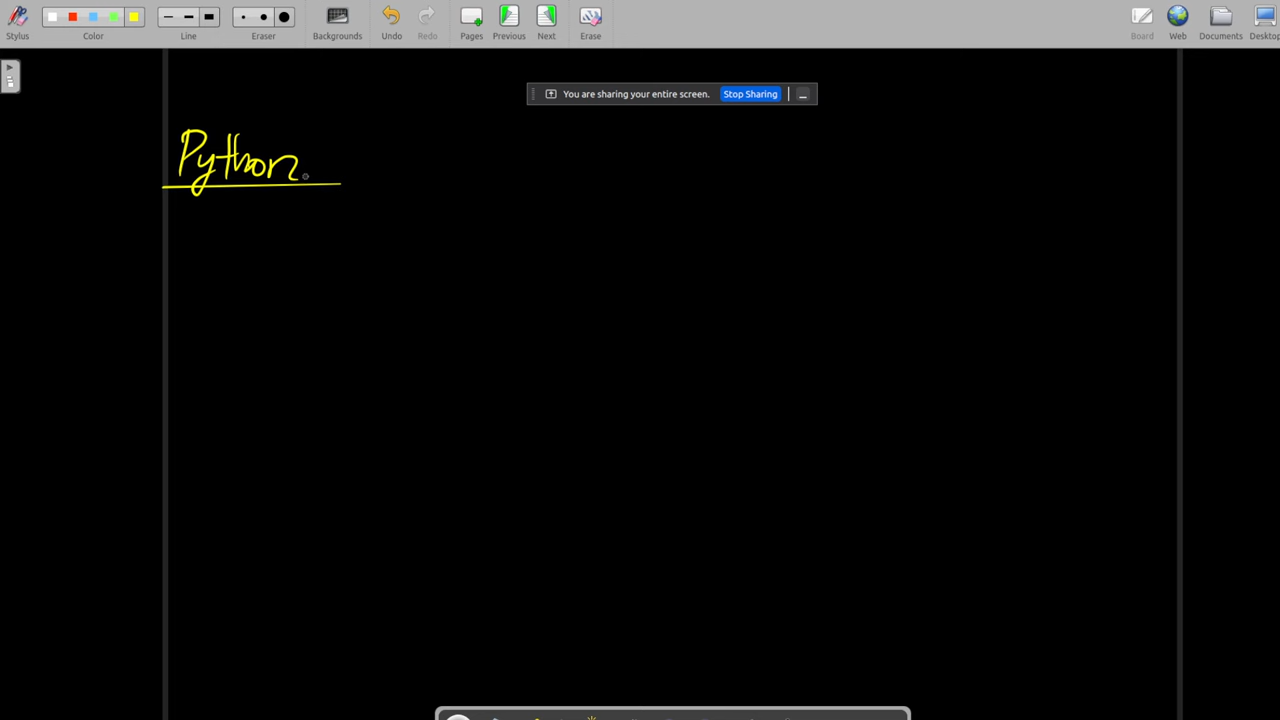 Stylus Color Line Eraser Backgrounds Undo Redo Pages Previous Next Erase Board Web Documents Desktop
You are sharing your entire screen. Stop Sharing
Python